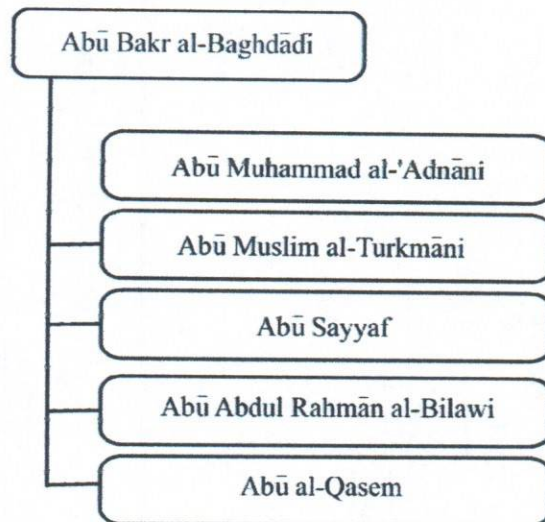 Abū Bakr al-Baghdādi
Abū Muhammad al-'Adnāni
Abū Muslim al-Turkmāni
Abū Sayyaf
Abū Abdul Rahmān al-Bilawi
Abū al-Qasem